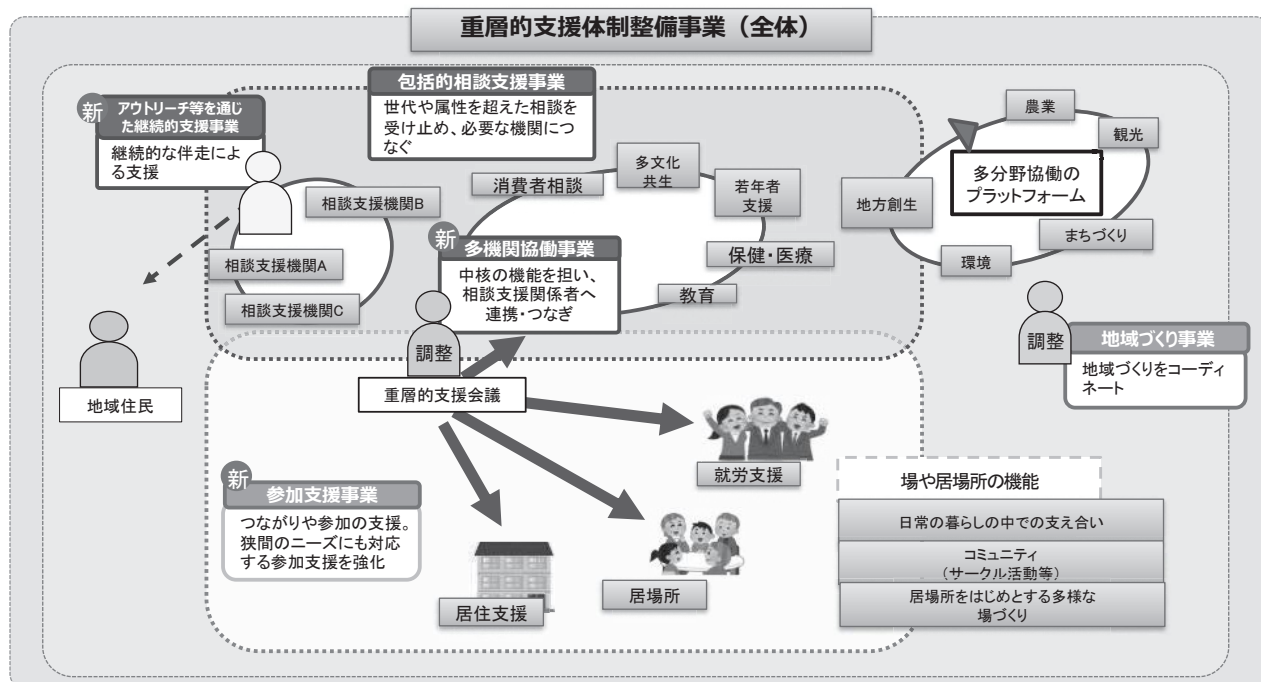 重層的支援体制整備事業（全体）
新
アウトリーチ等を通じ
た継続的支援事業
継続的な伴走によ
る支援
包括的相談支援事業
世代や属性を超えた相談を
受け止め、必要な機関につ
なぐ
相談支援機関B
相談支援機関A
相談支援機関C
地域住民
消費者相談
多文化
共生
若年者
支援
保健・医療
教育
新
多機関協働事業
中核の機能を担い、
相談支援関係者へ
連携・つなぎ
調整
重層的支援会議
農業
観光
多分野協働の
プラットフォーム
地方創生
まちづくり
環境
調整
地域づくり事業
地域づくりをコーディ
ネート
新
参加支援事業
つながりや参加の支援。
狭間のニーズにも対応
する参加支援を強化
就労支援
居場所
居住支援
場や居場所の機能
日常の暮らしの中での支え合い
コミュニティ
（サークル活動等）
居場所をはじめとする多様な
場づくり